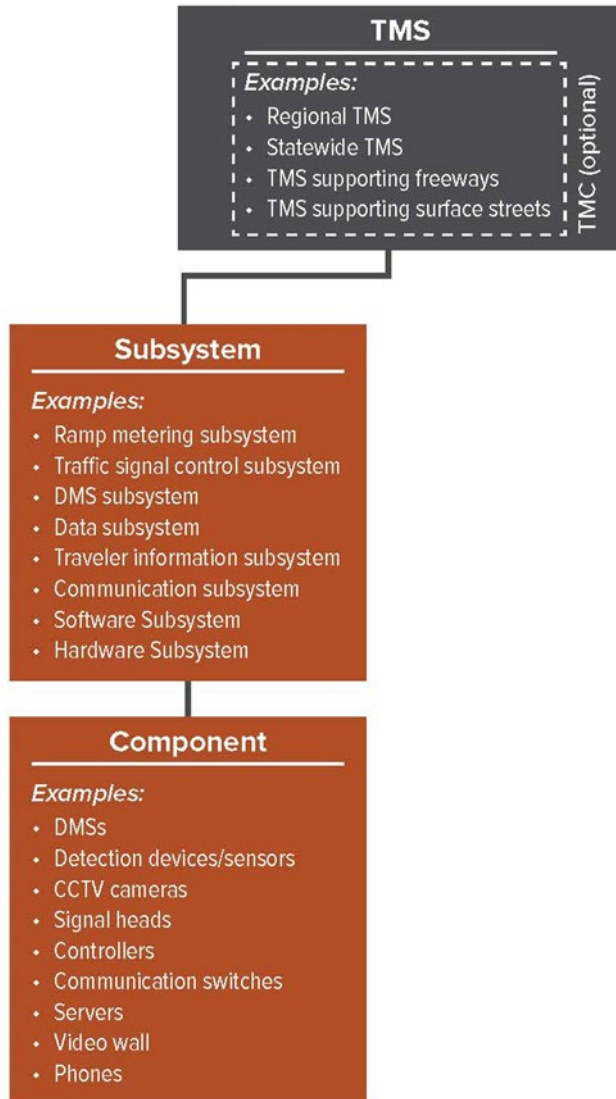 TMS
Examples:
• Regional TMS
• Statewide TMS
• TMS supporting freeways
• TMS supporting surface streets
TMC (optional)
Subsystem
Examples:
• Ramp metering subsystem
• Traffic signal control subsystem
• DMS subsystem
• Data subsystem
• Traveler information subsystem
• Communication subsystem
• Software Subsystem
• Hardware Subsystem
Component
Examples:
• DMSs
• Detection devices/sensors
• CCTV cameras
• Signal heads
• Controllers
• Communication switches
• Servers
• Video wall
• Phones